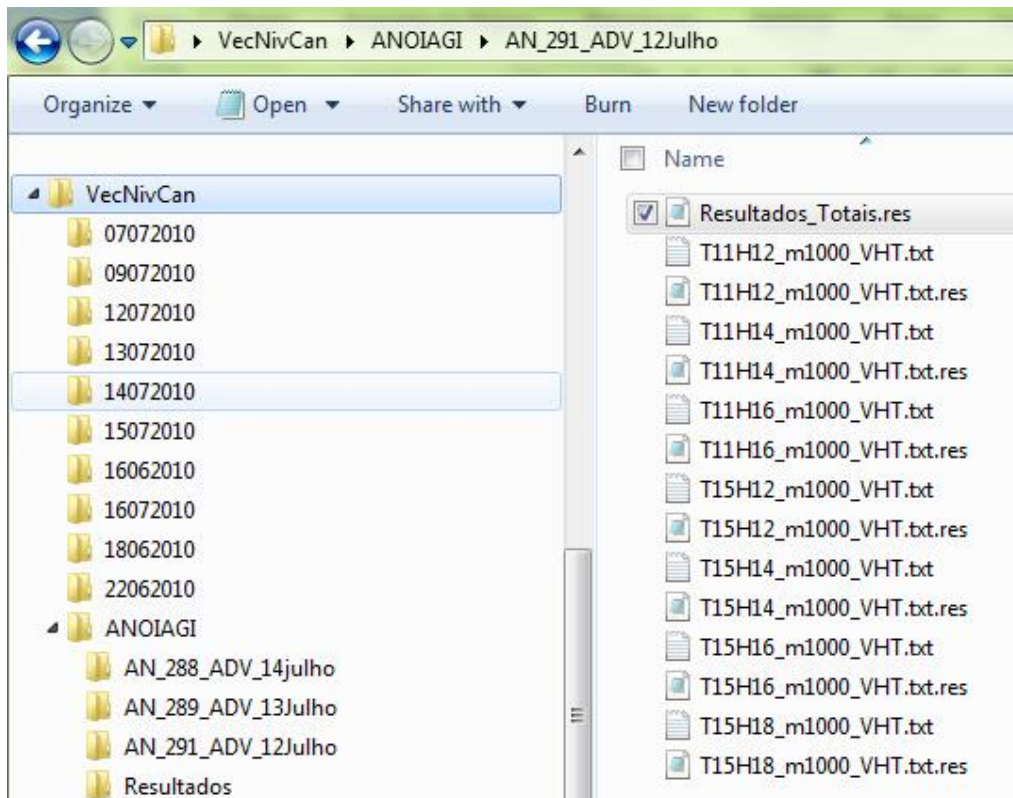 VecNivCan ▸ ANOIAGI ▸ AN_291_ADV_12Julho
Organize Open Share with Burn New folder
VecNivCan
07072010
09072010
12072010
13072010
14072010
15072010
16062010
16072010
18062010
22062010
ANOIAGI
AN_288_ADV_14julho
AN_289_ADV_13Julho
AN_291_ADV_12Julho
Resultados
Name
Resultados_Totais.res
T11H12_m1000_VHT.txt
T11H12_m1000_VHT.txt.res
T11H14_m1000_VHT.txt
T11H14_m1000_VHT.txt.res
T11H16_m1000_VHT.txt
T11H16_m1000_VHT.txt.res
T15H12_m1000_VHT.txt
T15H12_m1000_VHT.txt.res
T15H14_m1000_VHT.txt
T15H14_m1000_VHT.txt.res
T15H16_m1000_VHT.txt
T15H16_m1000_VHT.txt.res
T15H18_m1000_VHT.txt
T15H18_m1000_VHT.txt.res